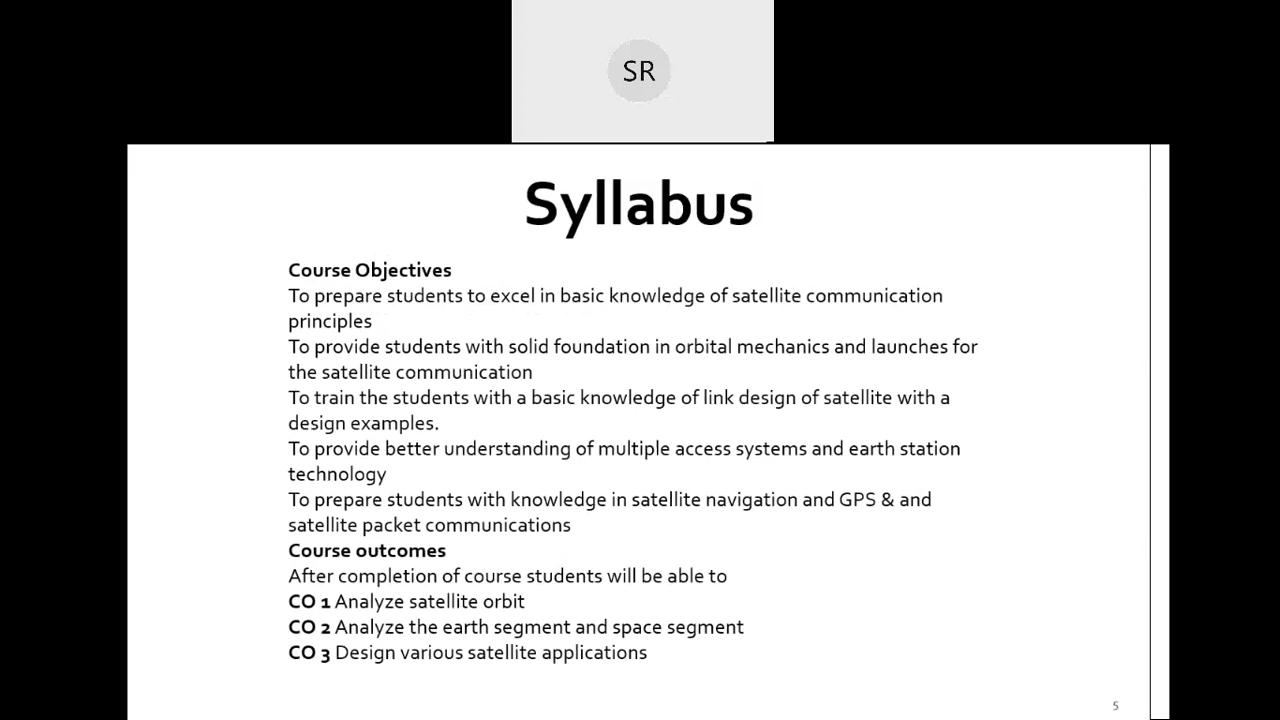 SR
Syllabus
Course Objectives
To prepare students to excel in basic knowledge of satellite communication
principles
To provide students with solid foundation in orbital mechanics and launches for
the satellite communication
To train the students with a basic knowledge of link design of satellite with a
design examples.
To provide better understanding of multiple access systems and earth station
technology
To prepare students with knowledge in satellite navigation and GPS & and
satellite packet communications
Course outcomes
After completion of course students will be able to
CO 1 Analyze satellite orbit
CO 2 Analyze the earth segment and space segment
CO 3 Design various satellite applications
5